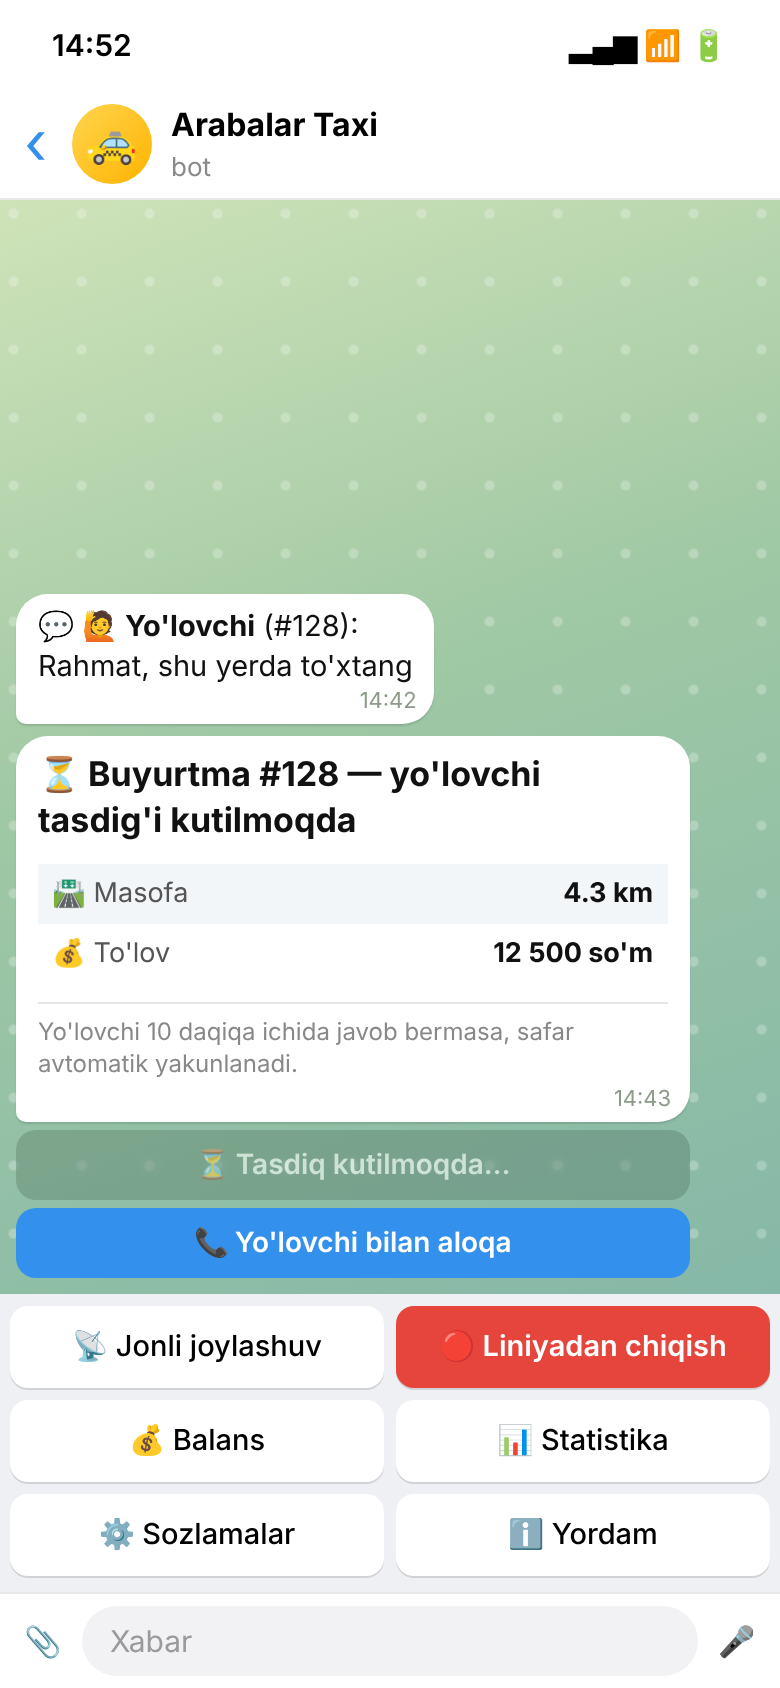 14:52
Arabalar Taxi
bot
Yo'lovchi (#128):
Rahmat, shu yerda to'xtang
14:42
Buyurtma #128 — yo'lovchi
tasdig'i kutilmoqda
Masofa 4.3 km
To'lov 12 500 so'm
Yo'lovchi 10 daqiqa ichida javob bermasa, safar
avtomatik yakunlanadi.
14:43
Tasdiq kutilmoqda...
Yo'lovchi bilan aloqa
Jonli joylashuv
Liniyadan chiqish
Balans
Statistika
Sozlamalar
Yordam
Xabar